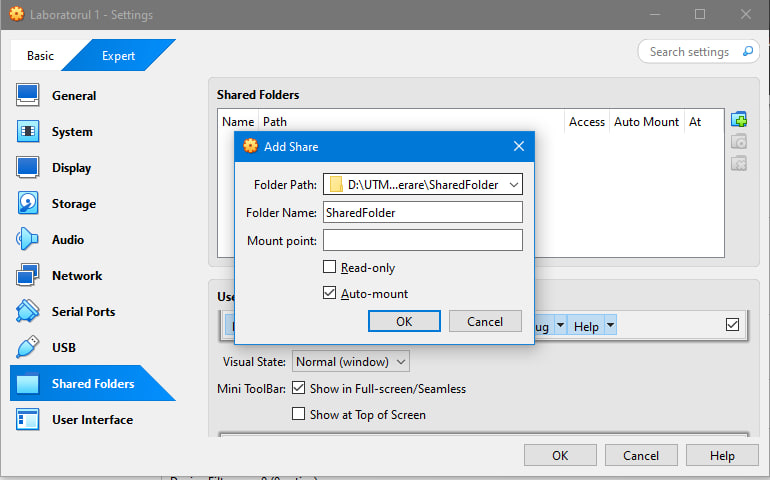 Laboratorul 1 - Settings
Basic
Expert
Search settings
General
System
Display
Storage
Audio
Network
Serial Ports
USB
Shared Folders
User Interface
Shared Folders
Name Path Access Auto Mount At
Add Share
Folder Path: D:\UTM...erare\SharedFolder
Folder Name: SharedFolder
Mount point:
Read-only
Auto-mount
OK Cancel
Use
ug Help
Visual State: Normal (window)
Mini ToolBar: Show in Full-screen/Seamless
Show at Top of Screen
OK Cancel Help